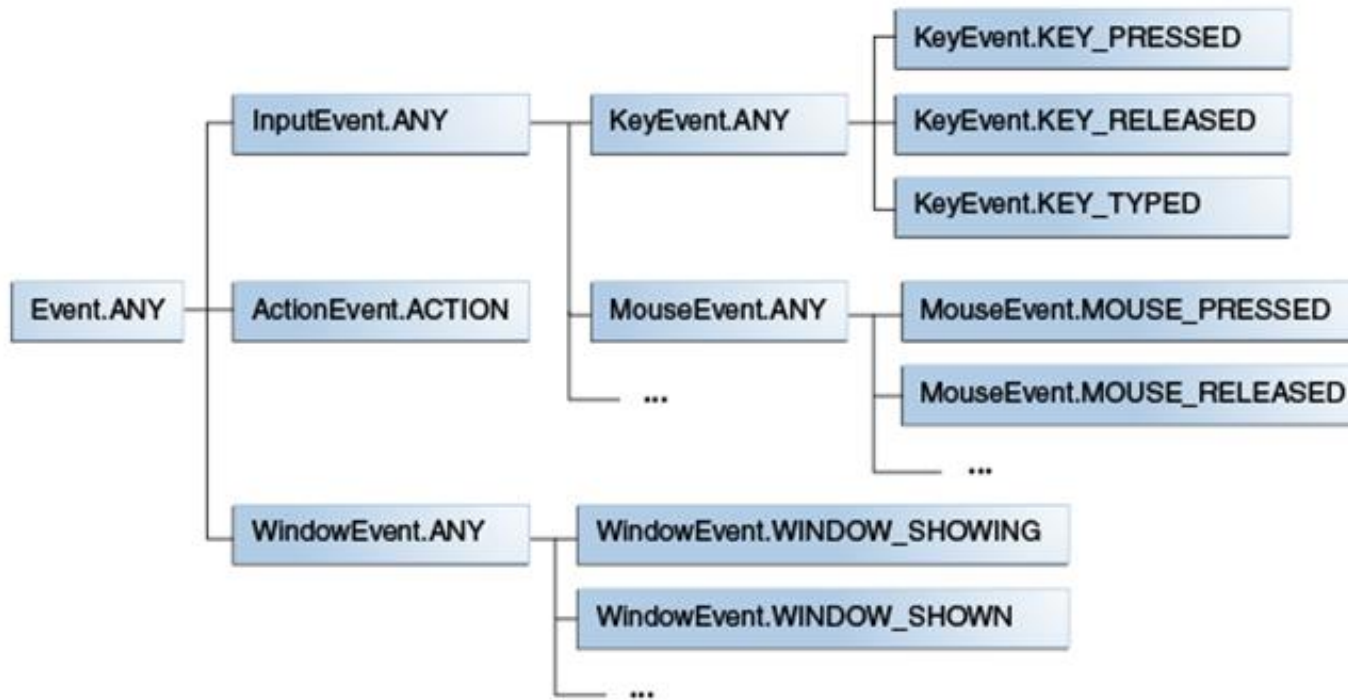 KeyEvent.KEY_PRESSED
InputEvent.ANY
KeyEvent.ANY
KeyEvent.KEY_RELEASED
KeyEvent.KEY_TYPED
Event.ANY
ActionEvent.ACTION
MouseEvent.ANY
MouseEvent.MOUSE_PRESSED
...
MouseEvent.MOUSE_RELEASED
...
WindowEvent.ANY
WindowEvent.WINDOW_SHOWING
WindowEvent.WINDOW_SHOWN
...